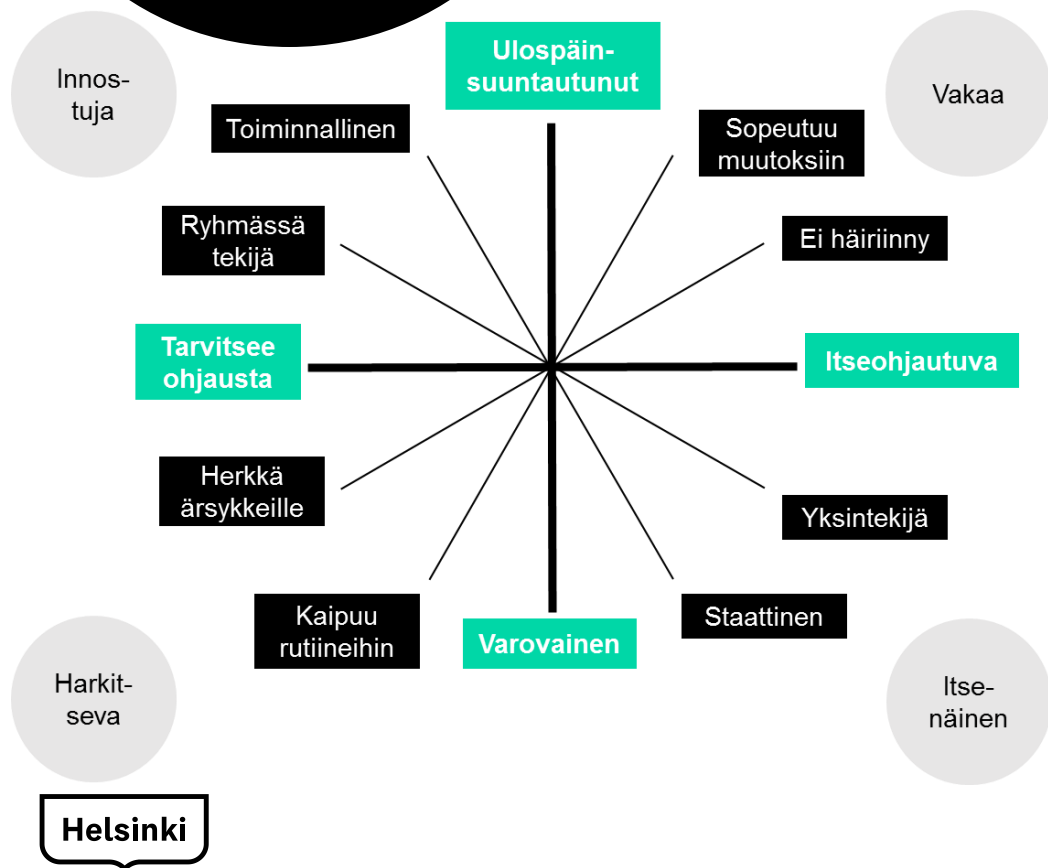 Ulospäin-
suuntautunut
Innos-
tuja
Vakaa
Toiminnallinen
Sopeutuu
muutoksiin
Ryhmässä
tekijä
Ei häiriinny
Tarvitsee
ohjausta
Itseohjautuva
Herkkä
ärsykkeille
Yksintekijä
Kaipuu
rutiineihin
Staattinen
Varovainen
Harkit-
seva
Itse-
näinen
Helsinki